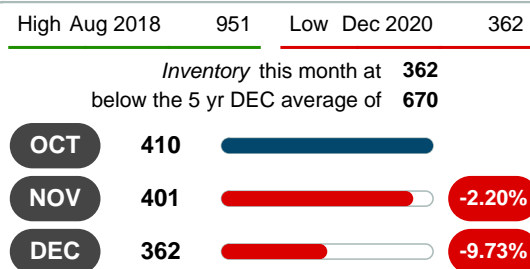 High Aug 2018 951 Low Dec 2020 362
Inventory this month at 362
below the 5 yr DEC average of 670
OCT 410
NOV 401 -2.20%
DEC 362 -9.73%